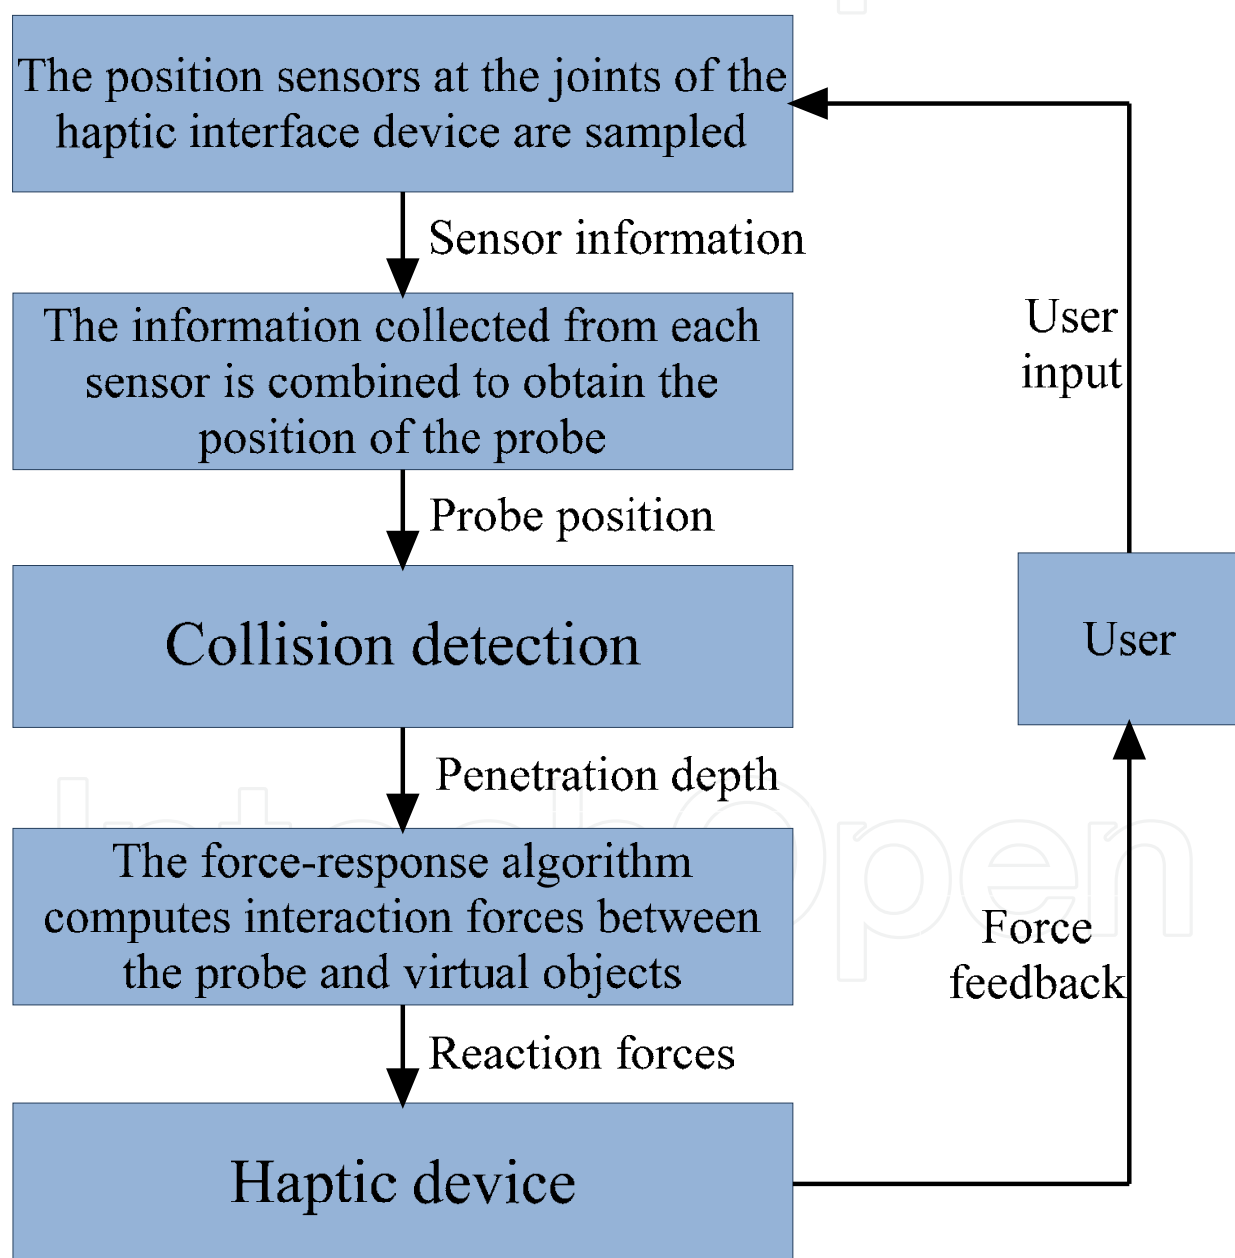 The position sensors at the joints of the
haptic interface device are sampled
Sensor information
The information collected from each
sensor is combined to obtain the
position of the probe
Probe position
Collision detection
Penetration depth
The force-response algorithm
computes interaction forces between
the probe and virtual objects
Reaction forces
Haptic device
User
input
User
Force
feedback
IntechOpen